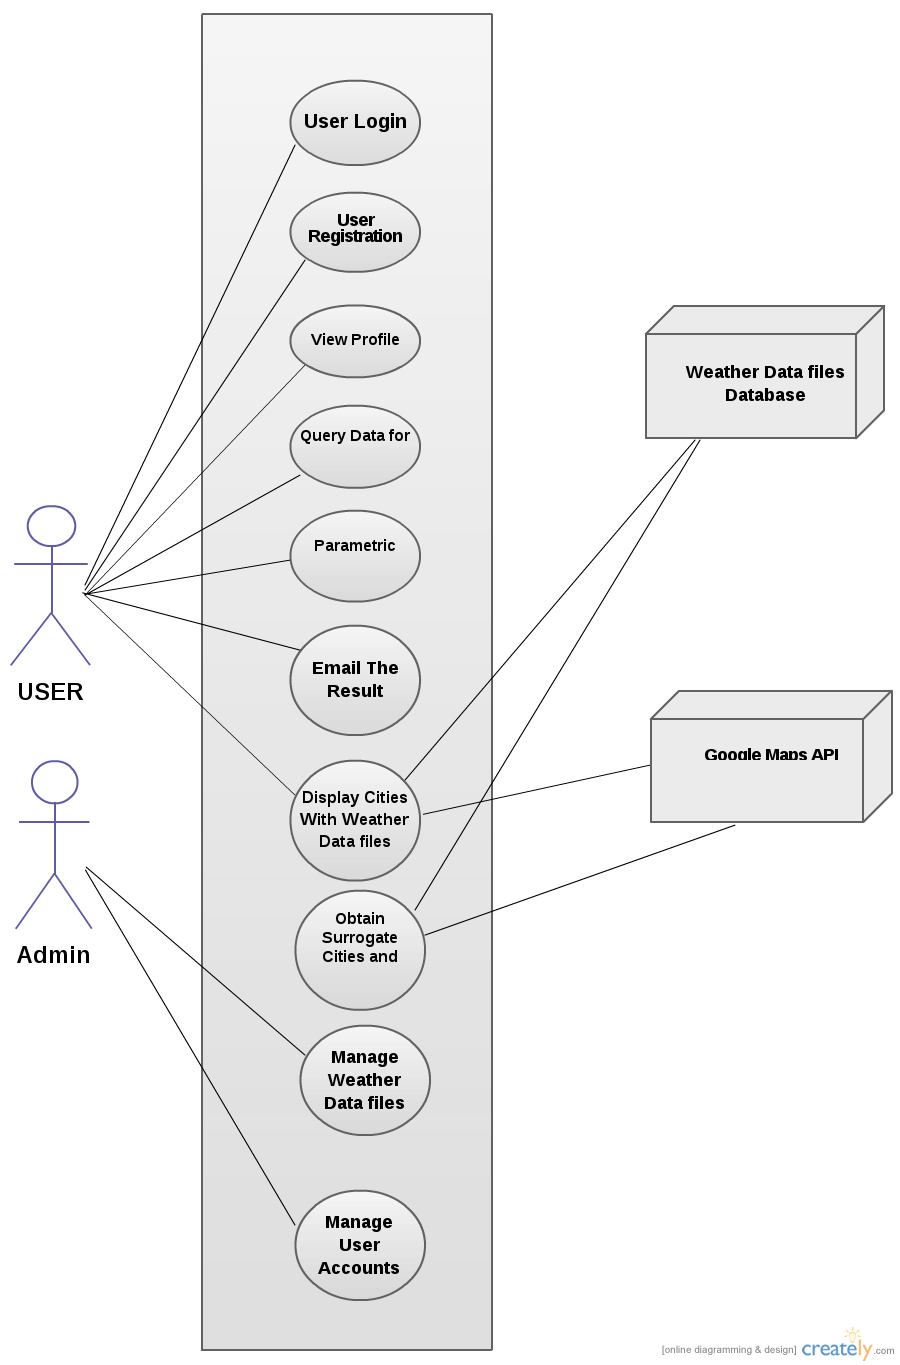 User Login
User
Registration
View Profile
Query Data for
Parametric
Email The
Result
Display Cities
With Weather
Data files
Obtain
Surrogate
Cities and
Manage
Weather
Data files
Manage
User
Accounts
USER
Admin
Weather Data files
Database
Google Maps API
[online diagramming & design] creately.com